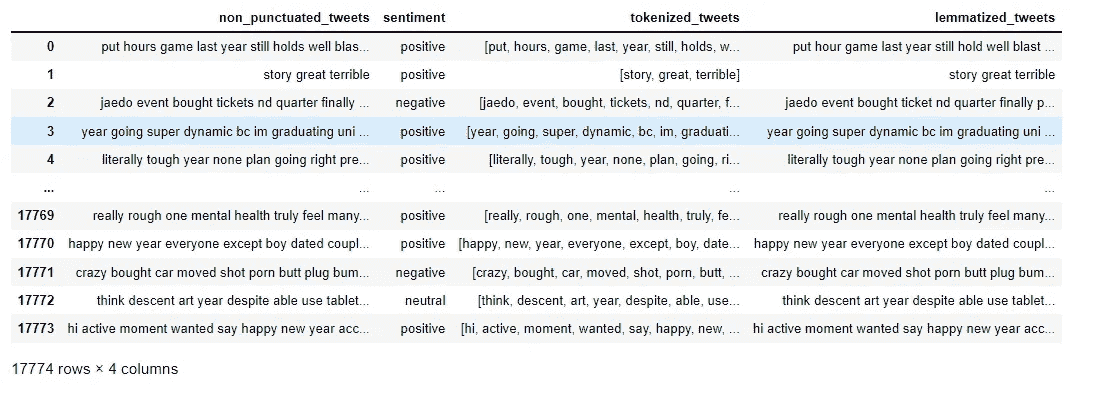 non_punctuated_tweets sentiment tokenized_tweets lemmatized_tweets
0 put hours game last year still holds well blas... positive [put, hours, game, last, year, still, holds, w... put hour game last year still hold well blast ...
1 story great terrible positive [story, great, terrible] story great terrible
2 jaedo event bought tickets nd quarter finally ... negative [jaedo, event, bought, tickets, nd, quarter, f... jaedo event bought ticket nd quarter finally p...
3 year going super dynamic bc im graduating uni ... positive [year, going, super, dynamic, bc, im, graduati... year going super dynamic bc im graduating uni ...
4 literally tough year none plan going right pre... positive [literally, tough, year, none, plan, going, ri... literally tough year none plan going right pre...
... ... ... ... ...
17769 really rough one mental health truly feel many... positive [really, rough, one, mental, health, truly, fe... really rough one mental health truly feel many...
17770 happy new year everyone except boy dated coupl... positive [happy, new, year, everyone, except, boy, date... happy new year everyone except boy dated coupl...
17771 crazy bought car moved shot porn butt plug bum... negative [crazy, bought, car, moved, shot, porn, butt, ... crazy bought car moved shot porn butt plug bum...
17772 think descent art year despite able use tablet... neutral [think, descent, art, year, despite, able, use... think descent art year despite able use tablet...
17773 hi active moment wanted say happy new year acc... positive [hi, active, moment, wanted, say, happy, new, ... hi active moment wanted say happy new year acc...
17774 rows × 4 columns